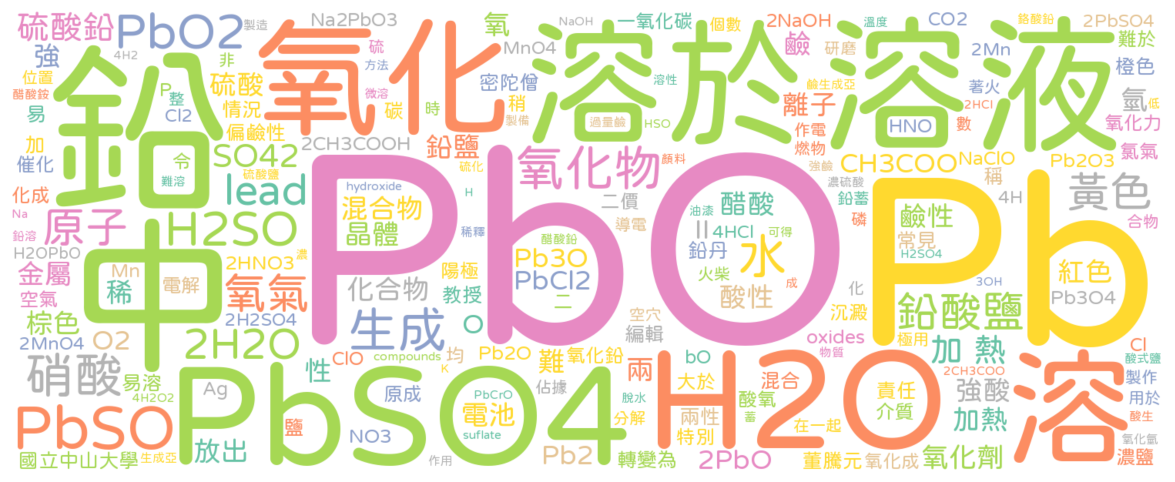 硫酸鉛 PbO2 氧化 溶於 溶液
4H2 Na2PbO3 硫 氧 一氧化碳 個數 2NaOH 鹼 CO2 鉻酸鉛 2PbSO4
強 非 製造 MnO4 NaOH 溫度 研磨 2Mn 難於
位置 鉛 硫酸 方法 密陀僧 溶性 著火 橙色
醋酸銨 P 整 微溶 鹼生成亞 2HCl 低
易 Cl2 情況 碳 時 稍 製備 過量鹼 HSO 離子 HNO 數 氫 氧化力
加 令 偏鹼性 2CH3COOH 鉛鹽 顏料 作電 氯氣
催化 難溶 SO42 硫酸鹽 硫化 氧化物 強鹼 燃物 CH3COO NaClO Pb2O3
化成 lead hydroxide H 二價 油漆 醋酸 濃硫酸 鉛蓄 稱 4H 黃色
Na 原子 H2SO 混合物 PbO 導電 II 4HCl 磷 鹼性 Pb 合物
鉛溶 中 晶體 稀釋 醋酸鉛 鉛丹 可得 水 常見
H2OPbO 2HNO3 潛 陽極 Pb3O H2SO4 紅色
金屬 Mn 稀 電解 氧氣 化合物 教授 PbCl2 火柴 酸性 成 化 鉛酸鹽 3OH Pb3O4
空氣 2H2SO4 二 空穴 沉澱
棕色 O2 2H2O 生成 O 編輯 oxides 極用 加 熱
2MnO4 ClO compounds 均 Pb2O 難 氧化鉛 bO 物質 Cl 酸式鹽
硝酸 易溶 Ag 性 K 佔據 兩 大於 混合 H2O 責任 2CH3COO 溶 製作
4H2O2 原成 PbCrO 脫水 酸氧 介質 強酸 用於
PbSO 鹽 PbSO4 電池 蓄 分解 兩性 在一起 加熱 酸生
放出 NO3 suflate 特別 氧化氫
國立中山大學 生成亞 作用 Pb2 轉變為 2PbO 董騰元 氧化成 氧化劑 濃鹽